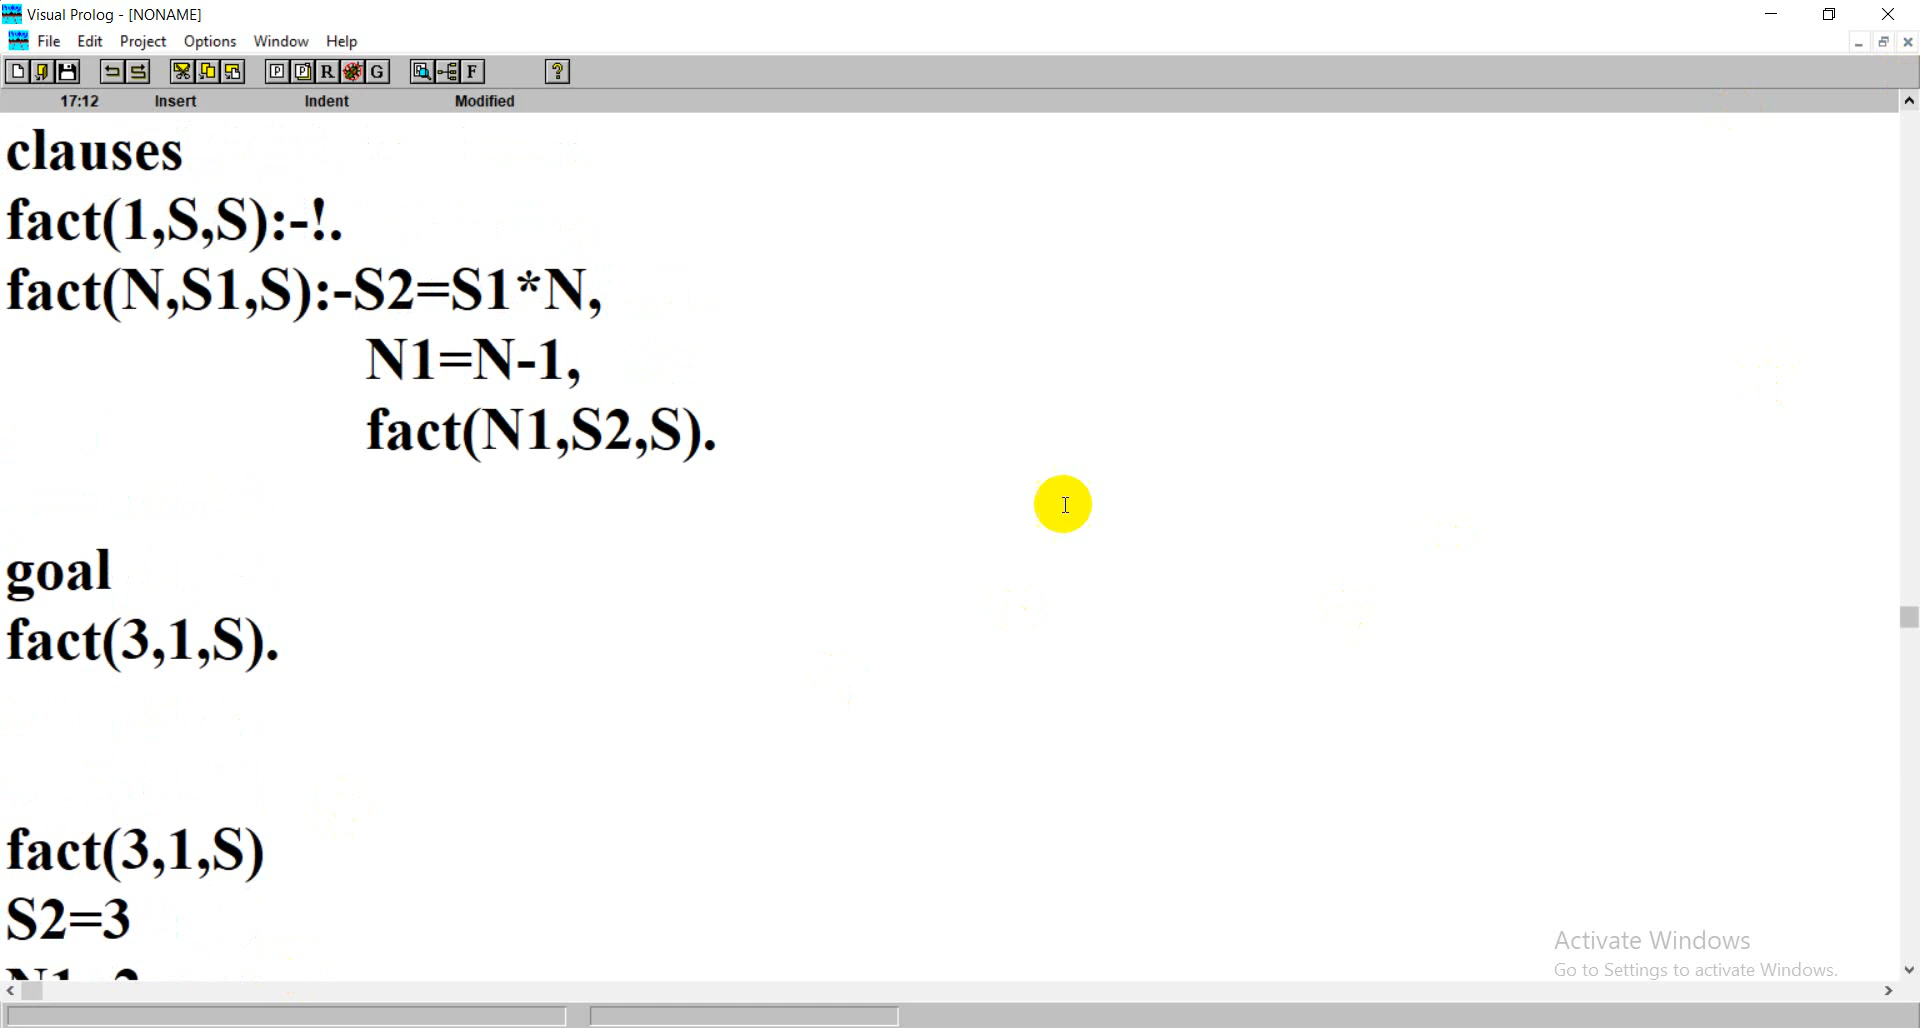 Visual Prolog - [NONAME]
File Edit Project Options Window Help
P P R G F ?
17:12 Insert Indent Modified
clauses
fact(1,S,S):-!.
fact(N,S1,S):-S2=S1*N,
N1=N-1,
fact(N1,S2,S).
goal
fact(3,1,S).
fact(3,1,S)
S2=3
N1=2
Activate Windows
Go to Settings to activate Windows.